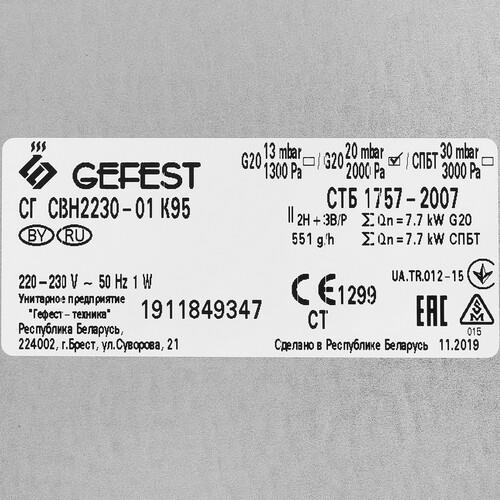 GEFEST
G20 13 mbar 1300 Pa / G20 20 mbar 2000 Pa / СПБТ 30 mbar 3000 Pa
СГ СВН2230-01 К95
СТБ 1757-2007
BY RU
II 2H + 3B/P Σ Qn = 7.7 kW G20
551 g/h Σ Qn = 7.7 kW СПБТ
220-230 V ~ 50 Hz 1 W
UA.TR.012-15
Унитарное предприятие
"Гефест-техника"
Республика Беларусь,
224002, г.Брест, ул.Суворова, 21
1911849347
CE 1299
СТ
EAC
015
Сделано в Республике Беларусь 11.2019